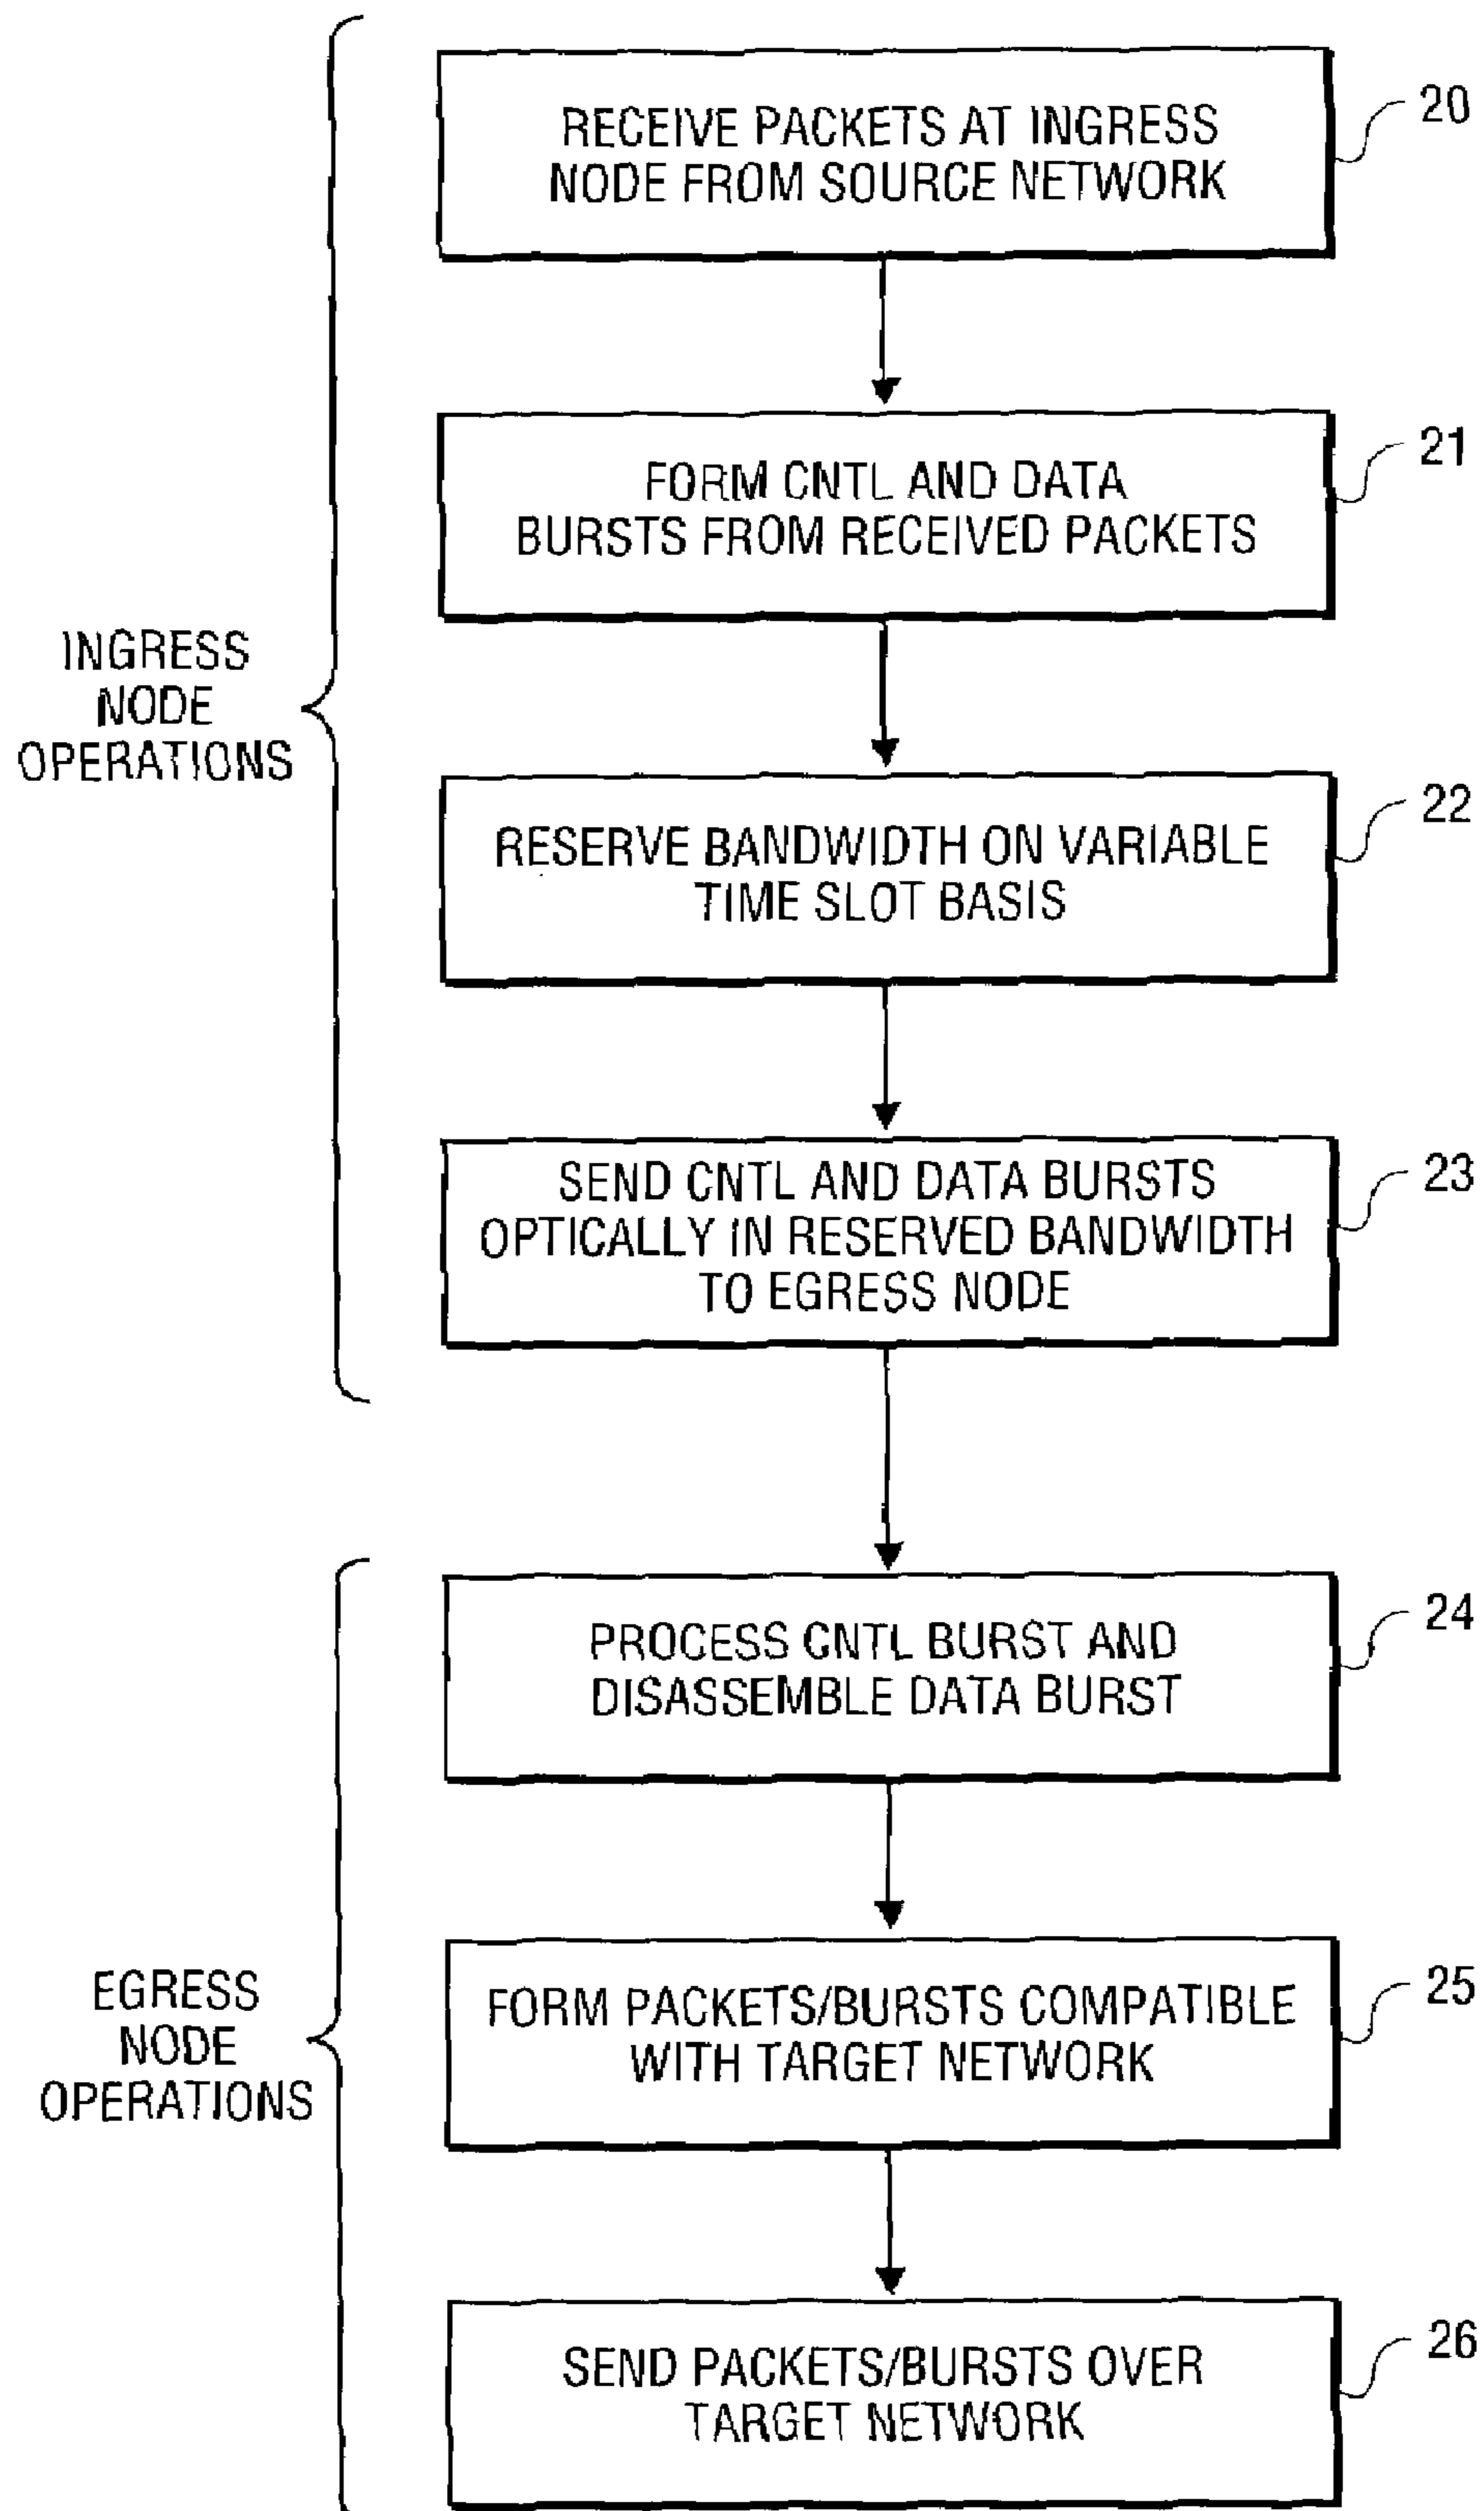 RECEIVE PACKETS AT INGRESS
NODE FROM SOURCE NETWORK
20
FORM CNTL AND DATA
BURSTS FROM RECEIVED PACKETS
21
INGRESS
NODE
OPERATIONS
RESERVE BANDWIDTH ON VARIABLE
TIME SLOT BASIS
22
SEND CNTL AND DATA BURSTS
OPTICALLY IN RESERVED BANDWIDTH
TO EGRESS NODE
23
PROCESS CNTL BURST AND
DISASSEMBLE DATA BURST
24
EGRESS
NODE
OPERATIONS
FORM PACKETS/BURSTS COMPATIBLE
WITH TARGET NETWORK
25
SEND PACKETS/BURSTS OVER
TARGET NETWORK
26